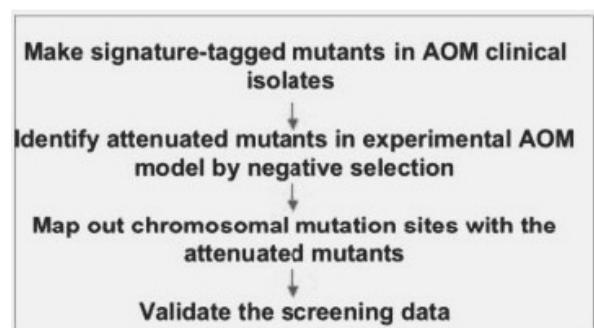 Make signature-tagged mutants in AOM clinical
isolates
Identify attenuated mutants in experimental AOM
model by negative selection
Map out chromosomal mutation sites with the
attenuated mutants
Validate the screening data